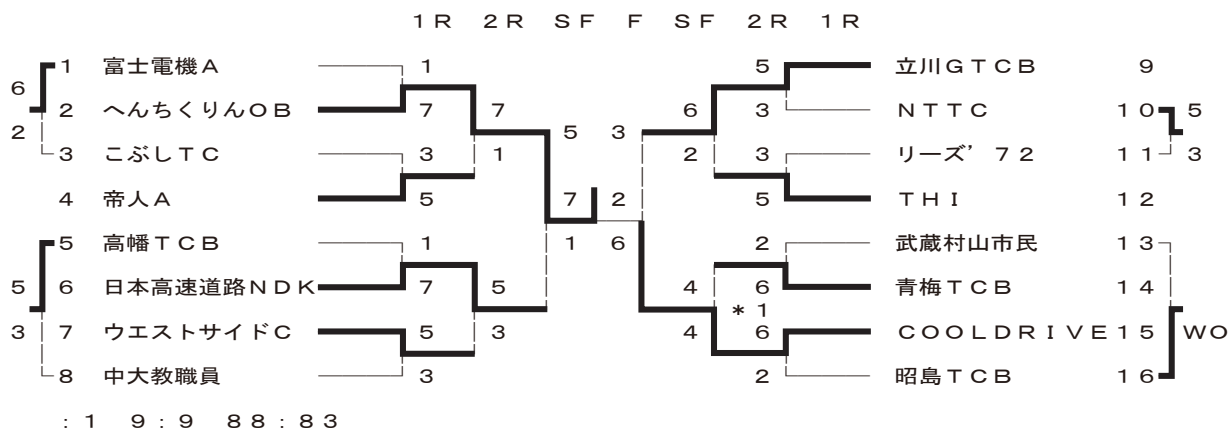 １Ｒ ２Ｒ ＳＦ Ｆ ＳＦ ２Ｒ １Ｒ
１ 富士電機Ａ １ ５ 立川ＧＴＣＢ ９
６ ７ ６
２ へんちくりんＯＢ ７ ３ ＮＴＴＣ １０ ５
２ ５ ３
３ こぶしＴＣ ３ １ ２ ３ リーズ’７２ １１ ３
４ 帝人Ａ ５ ７ ２ ５ ＴＨＩ １２
５ 高幡ＴＣＢ １ １ ６ ２ 武蔵村山市民 １３
５ ６ 日本高速道路ＮＤＫ ７ ５ ４ ６ 青梅ＴＣＢ １４
＊１
３ ７ ウエストサイドＣ ５ ３ ４ ６ ＣＯＯＬＤＲＩＶＥ １５ ＷＯ
８ 中大教職員 ３ ２ 昭島ＴＣＢ １６
：１ ９：９ ８８：８３